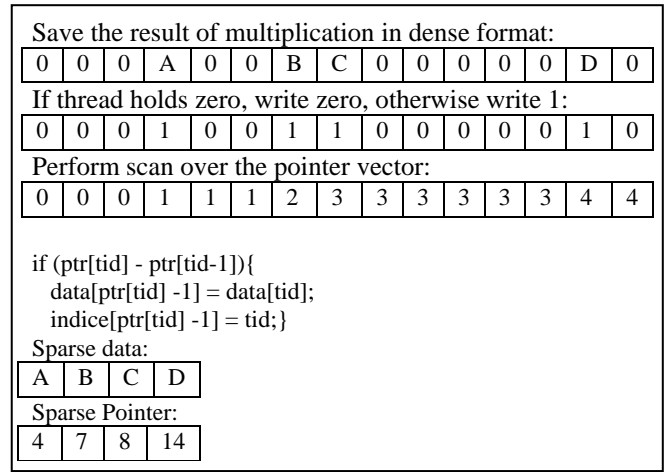 Save the result of multiplication in dense format:
0 0 0 A 0 0 B C 0 0 0 0 0 D 0
If thread holds zero, write zero, otherwise write 1:
0 0 0 1 0 0 1 1 0 0 0 0 0 1 0
Perform scan over the pointer vector:
0 0 0 1 1 1 2 3 3 3 3 3 3 4 4
if (ptr[tid] - ptr[tid-1]){
data[ptr[tid] -1] = data[tid];
indice[ptr[tid] -1] = tid;}
Sparse data:
A B C D
Sparse Pointer:
4 7 8 14